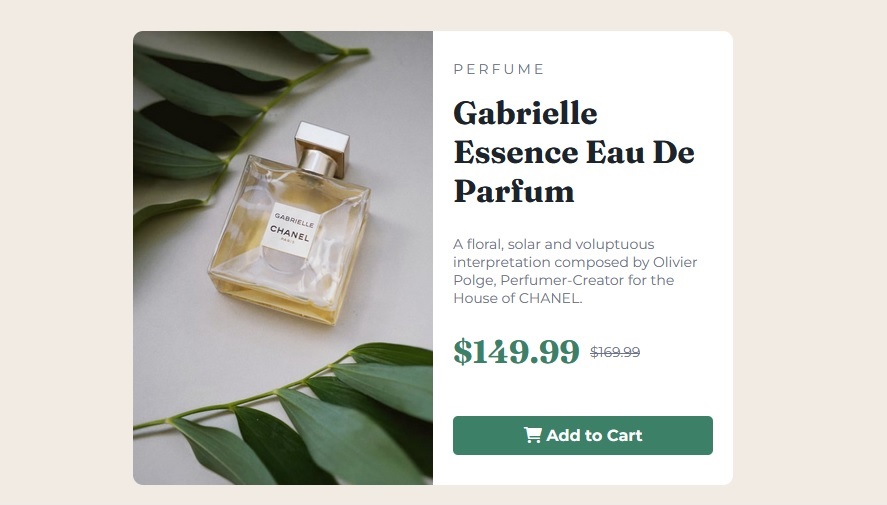 GABRIELLE
CHANEL
PARIS
PERFUME
Gabrielle
Essence Eau De
Parfum
A floral, solar and voluptuous
interpretation composed by Olivier
Polge, Perfumer-Creator for the
House of CHANEL.
$149.99 $169.99
Add to Cart